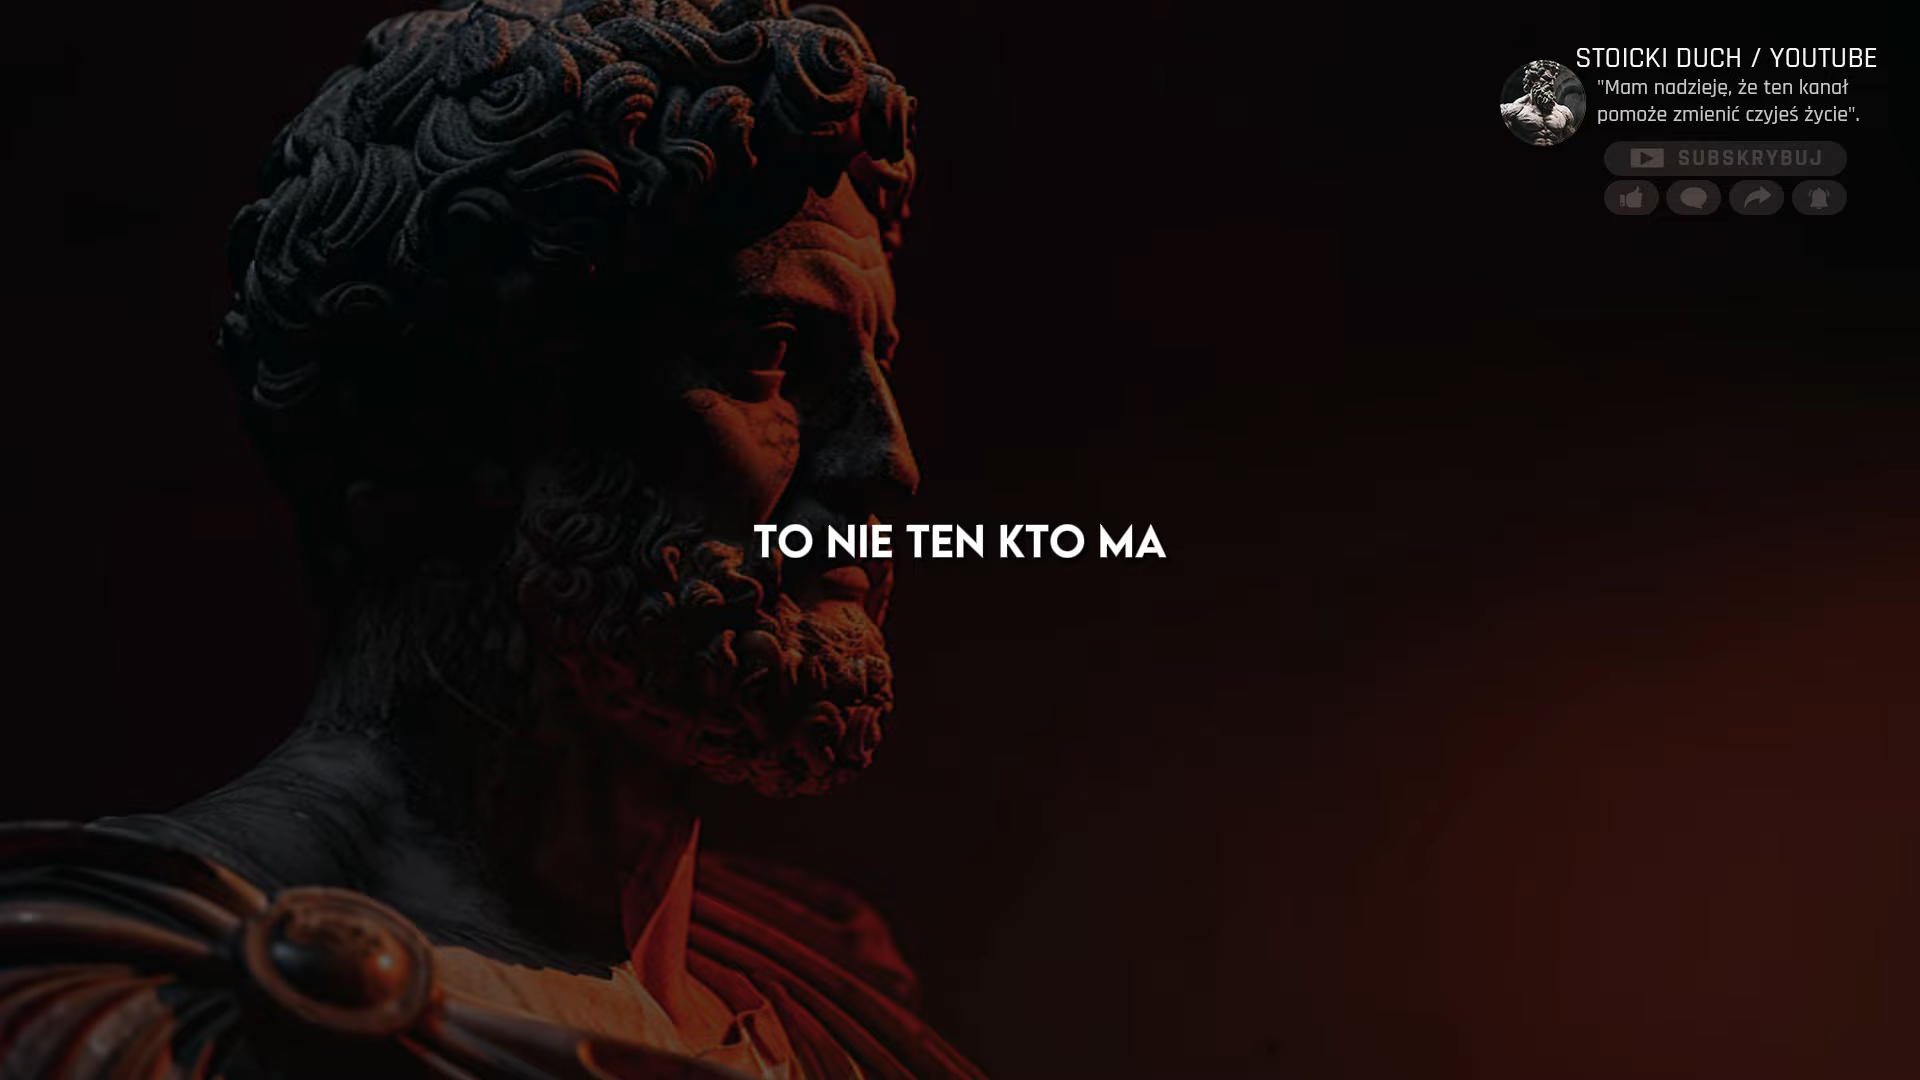 STOICKI DUCH / YOUTUBE
"Mam nadzieję, że ten kanał
pomoże zmienić czyjeś życie".
SUBSKRYBUJ
TO NIE TEN KTO MA